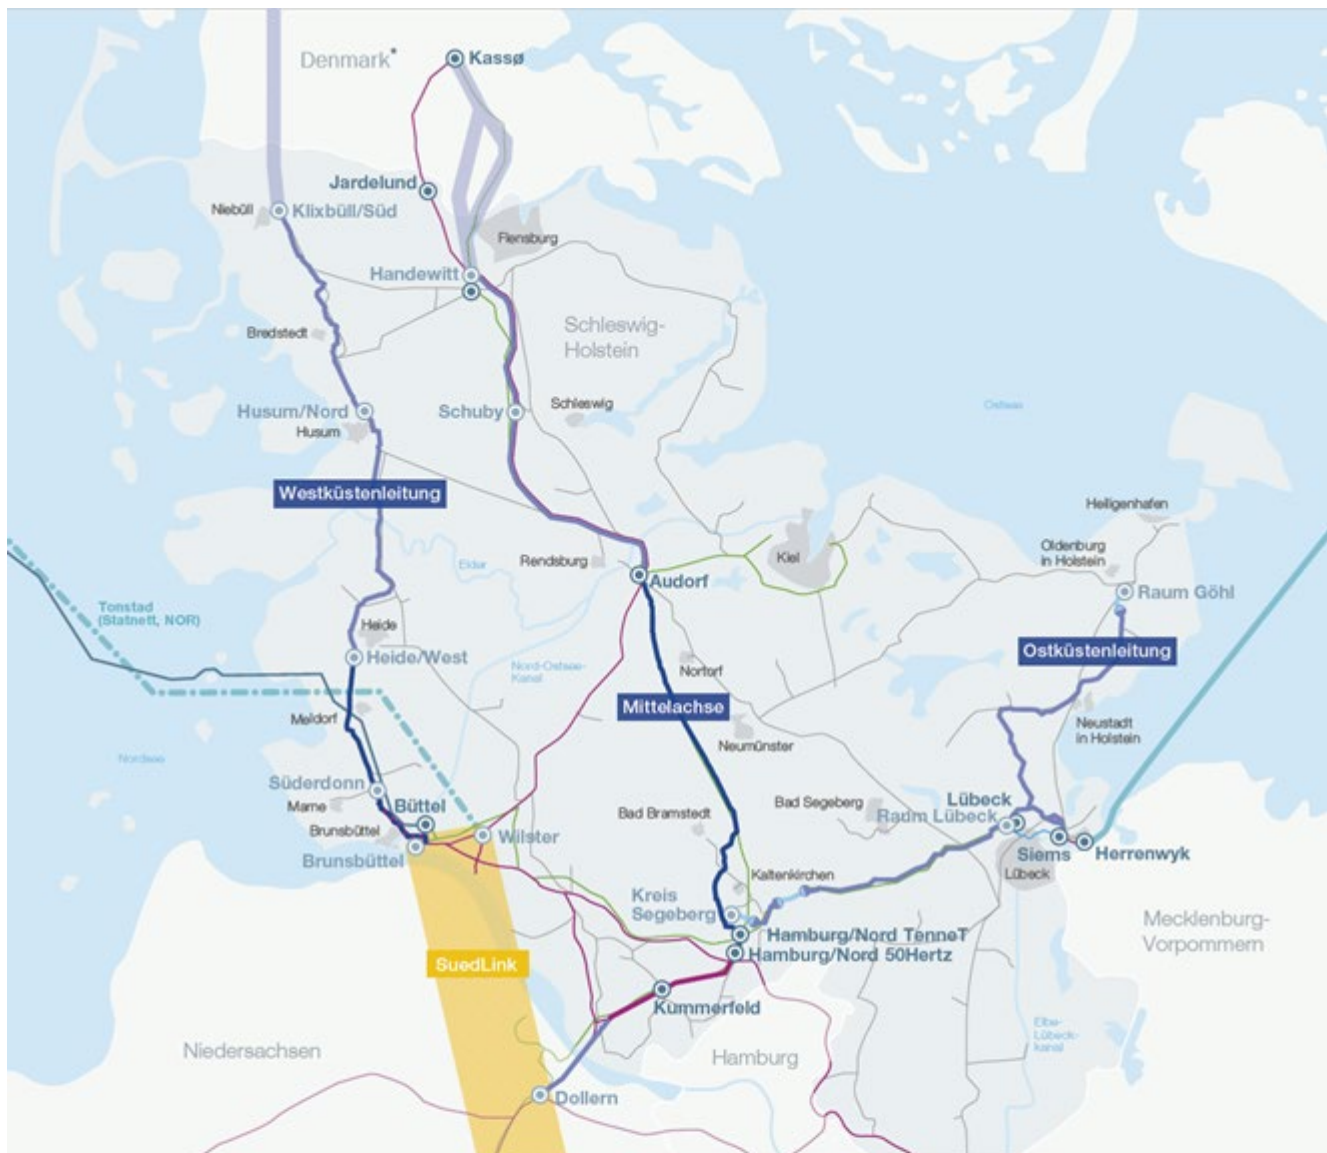 Denmark*
Kassø
Jardelund
Niebüll
Klixbüll/Süd
Flensburg
Handewitt
Schleswig-
Holstein
Bredstedt
Husum/Nord
Husum
Schuby
Schleswig
Ostsee
Westküstenleitung
Heiligenhafen
Rendsburg
Eider
Kiel
Oldenburg
in Holstein
Audorf
Raum Göhl
Tonstad
(Statnett, NOR)
Heide
Heide/West
Nord-Ostsee-
Kanal
Nortorf
Ostküstenleitung
Meldorf
Mittelachse
Neumünster
Neustadt
in Holstein
Nordsee
Süderdonn
Marne
Büttel
Brunsbüttel
Brunsbüttel
Wilster
Bad Bramstedt
Bad Segeberg
Lübeck
Raum Lübeck
Siems
Herrenwyk
Lübeck
Kaltenkirchen
Kreis
Segeberg
Hamburg/Nord TenneT
Hamburg/Nord 50Hertz
Mecklenburg-
Vorpommern
SuedLink
Kummerfeld
Niedersachsen
Hamburg
Elbe-
Lübeck-
kanal
Dollern